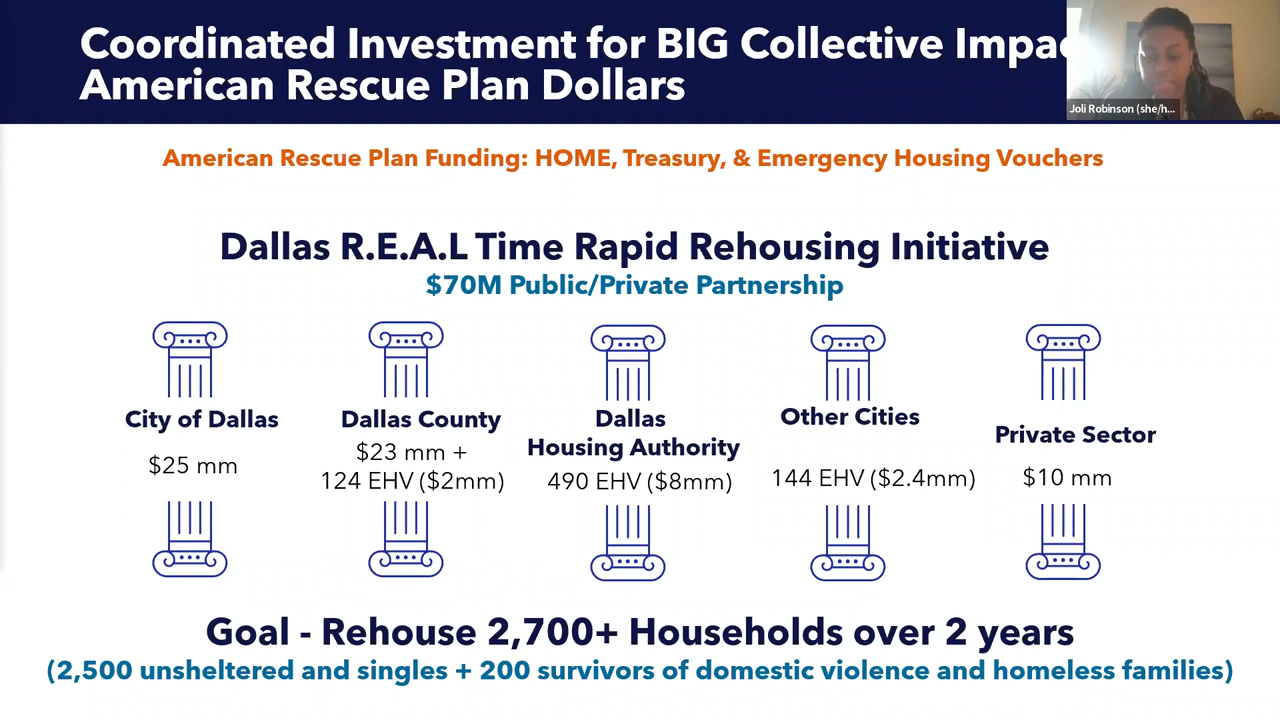 Coordinated Investment for BIG Collective Impac
American Rescue Plan Dollars
Joli Robinson (she/h...
American Rescue Plan Funding: HOME, Treasury, & Emergency Housing Vouchers
Dallas R.E.A.L Time Rapid Rehousing Initiative
$70M Public/Private Partnership
City of Dallas
$25 mm
Dallas County
$23 mm +
124 EHV ($2mm)
Dallas
Housing Authority
490 EHV ($8mm)
Other Cities
144 EHV ($2.4mm)
Private Sector
$10 mm
Goal - Rehouse 2,700+ Households over 2 years
(2,500 unsheltered and singles + 200 survivors of domestic violence and homeless families)